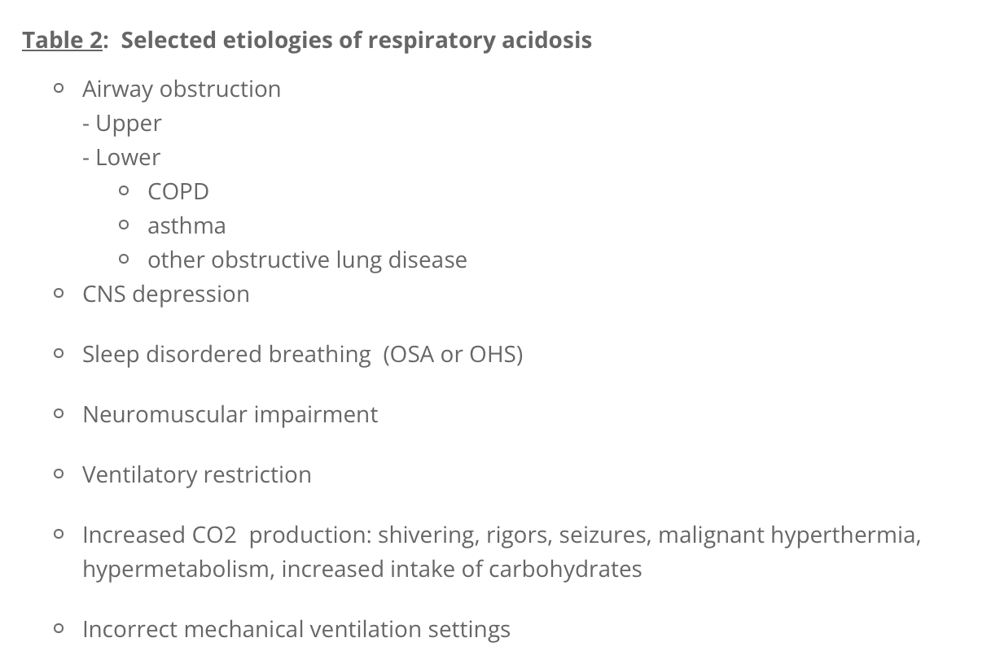 Table 2:  Selected etiologies of respiratory acidosis
Airway obstruction
- Upper
- Lower
COPD
asthma
other obstructive lung disease
CNS depression
Sleep disordered breathing  (OSA or OHS)
Neuromuscular impairment
Ventilatory restriction
Increased CO2  production: shivering, rigors, seizures, malignant hyperthermia,
hypermetabolism, increased intake of carbohydrates
Incorrect mechanical ventilation settings